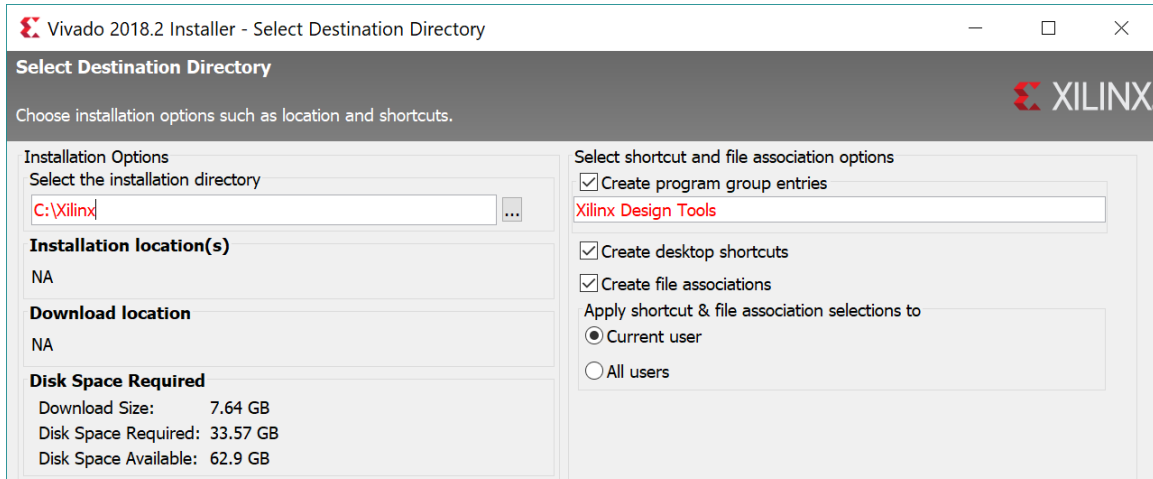 Vivado 2018.2 Installer - Select Destination Directory
Select Destination Directory
XILINX
Choose installation options such as location and shortcuts.
Installation Options
Select the installation directory
C:\Xilinx
...
Installation location(s)
NA
Download location
NA
Disk Space Required
Download Size: 7.64 GB
Disk Space Required: 33.57 GB
Disk Space Available: 62.9 GB
Select shortcut and file association options
Create program group entries
Xilinx Design Tools
Create desktop shortcuts
Create file associations
Apply shortcut & file association selections to
Current user
All users